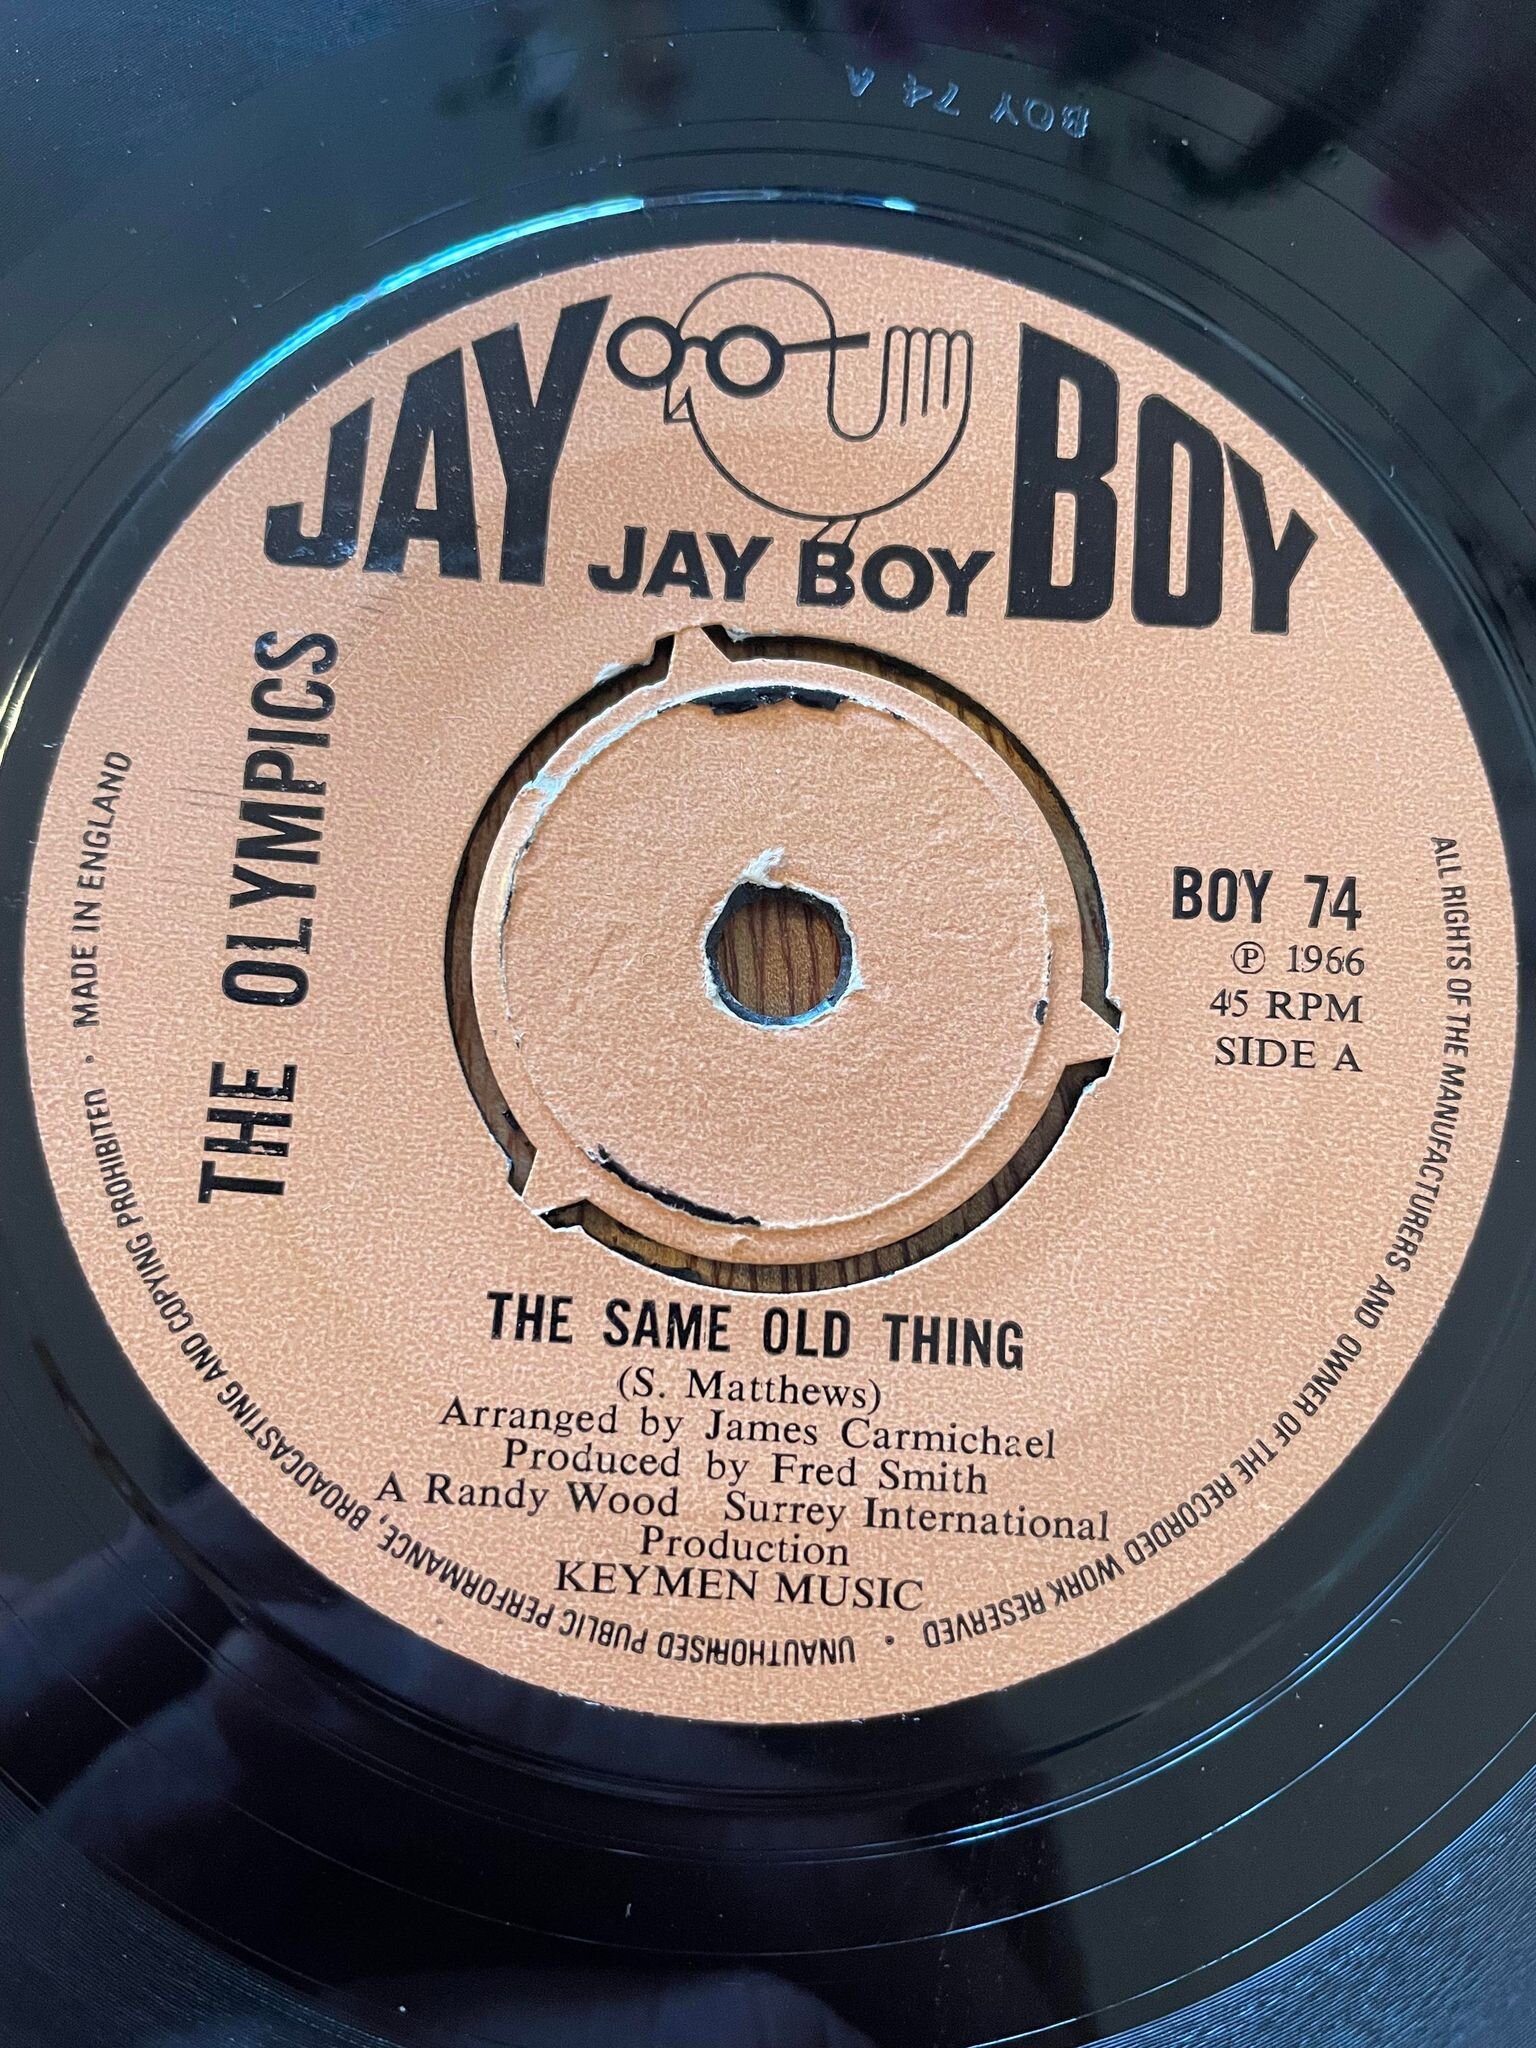 BOY 74 A
JAY BOY
JAY BOY
THE OLYMPICS
BOY 74
℗ 1966
45 RPM
SIDE A
THE SAME OLD THING
(S. Matthews)
Arranged by James Carmichael
Produced by Fred Smith
A Randy Wood Surrey International
Production
KEYMEN MUSIC
ALL RIGHTS OF THE MANUFACTURERS AND OWNER OF THE RECORDED WORK RESERVED • UNAUTHORISED PUBLIC PERFORMANCE, BROADCASTING AND COPYING PROHIBITED • MADE IN ENGLAND